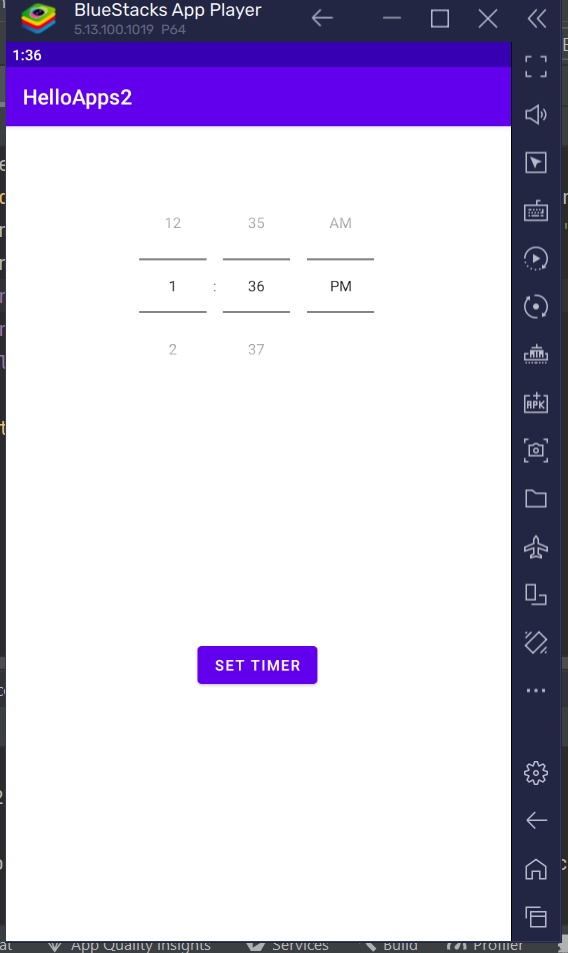 BlueStacks App Player
5.13.100.1019 P64
1:36
HelloApps2
12 35 AM
1 : 36 PM
2 37
SET TIMER
APK
App Quality Insights Services Build Profiler